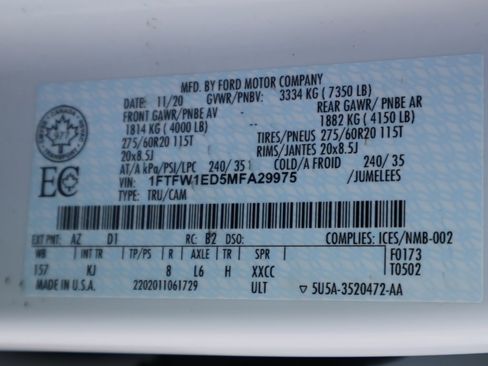 MFD. BY FORD MOTOR COMPANY
DATE: 11/20 GVWR/PNBV: 3334 KG ( 7350 LB)
FRONT GAWR/PNBE AV REAR GAWR/ PNBE AR
1814 KG ( 4000 LB) 1882 KG ( 4150 LB)
275/60R20 115T TIRES/PNEUS 275/60R20 115T
20x8.5J RIMS/JANTES 20x8.5J
AT/A kPa/PSI/LPC 240/ 35 COLD/A FROID 240/ 35
VIN: 1FTFW1ED5MFA29975 /JUMELEES
TYPE: TRU/CAM
EC
EXT PNT: AZ D1 RC: B2 DSO: COMPLIES: ICES/NMB-002
WB INT TR TP/PS R AXLE TR SPR F0173
157 KJ 8 L6 H XXCC T0502
MADE IN U.S.A. 2202011061729 ULT ▽ 5U5A-3520472-AA